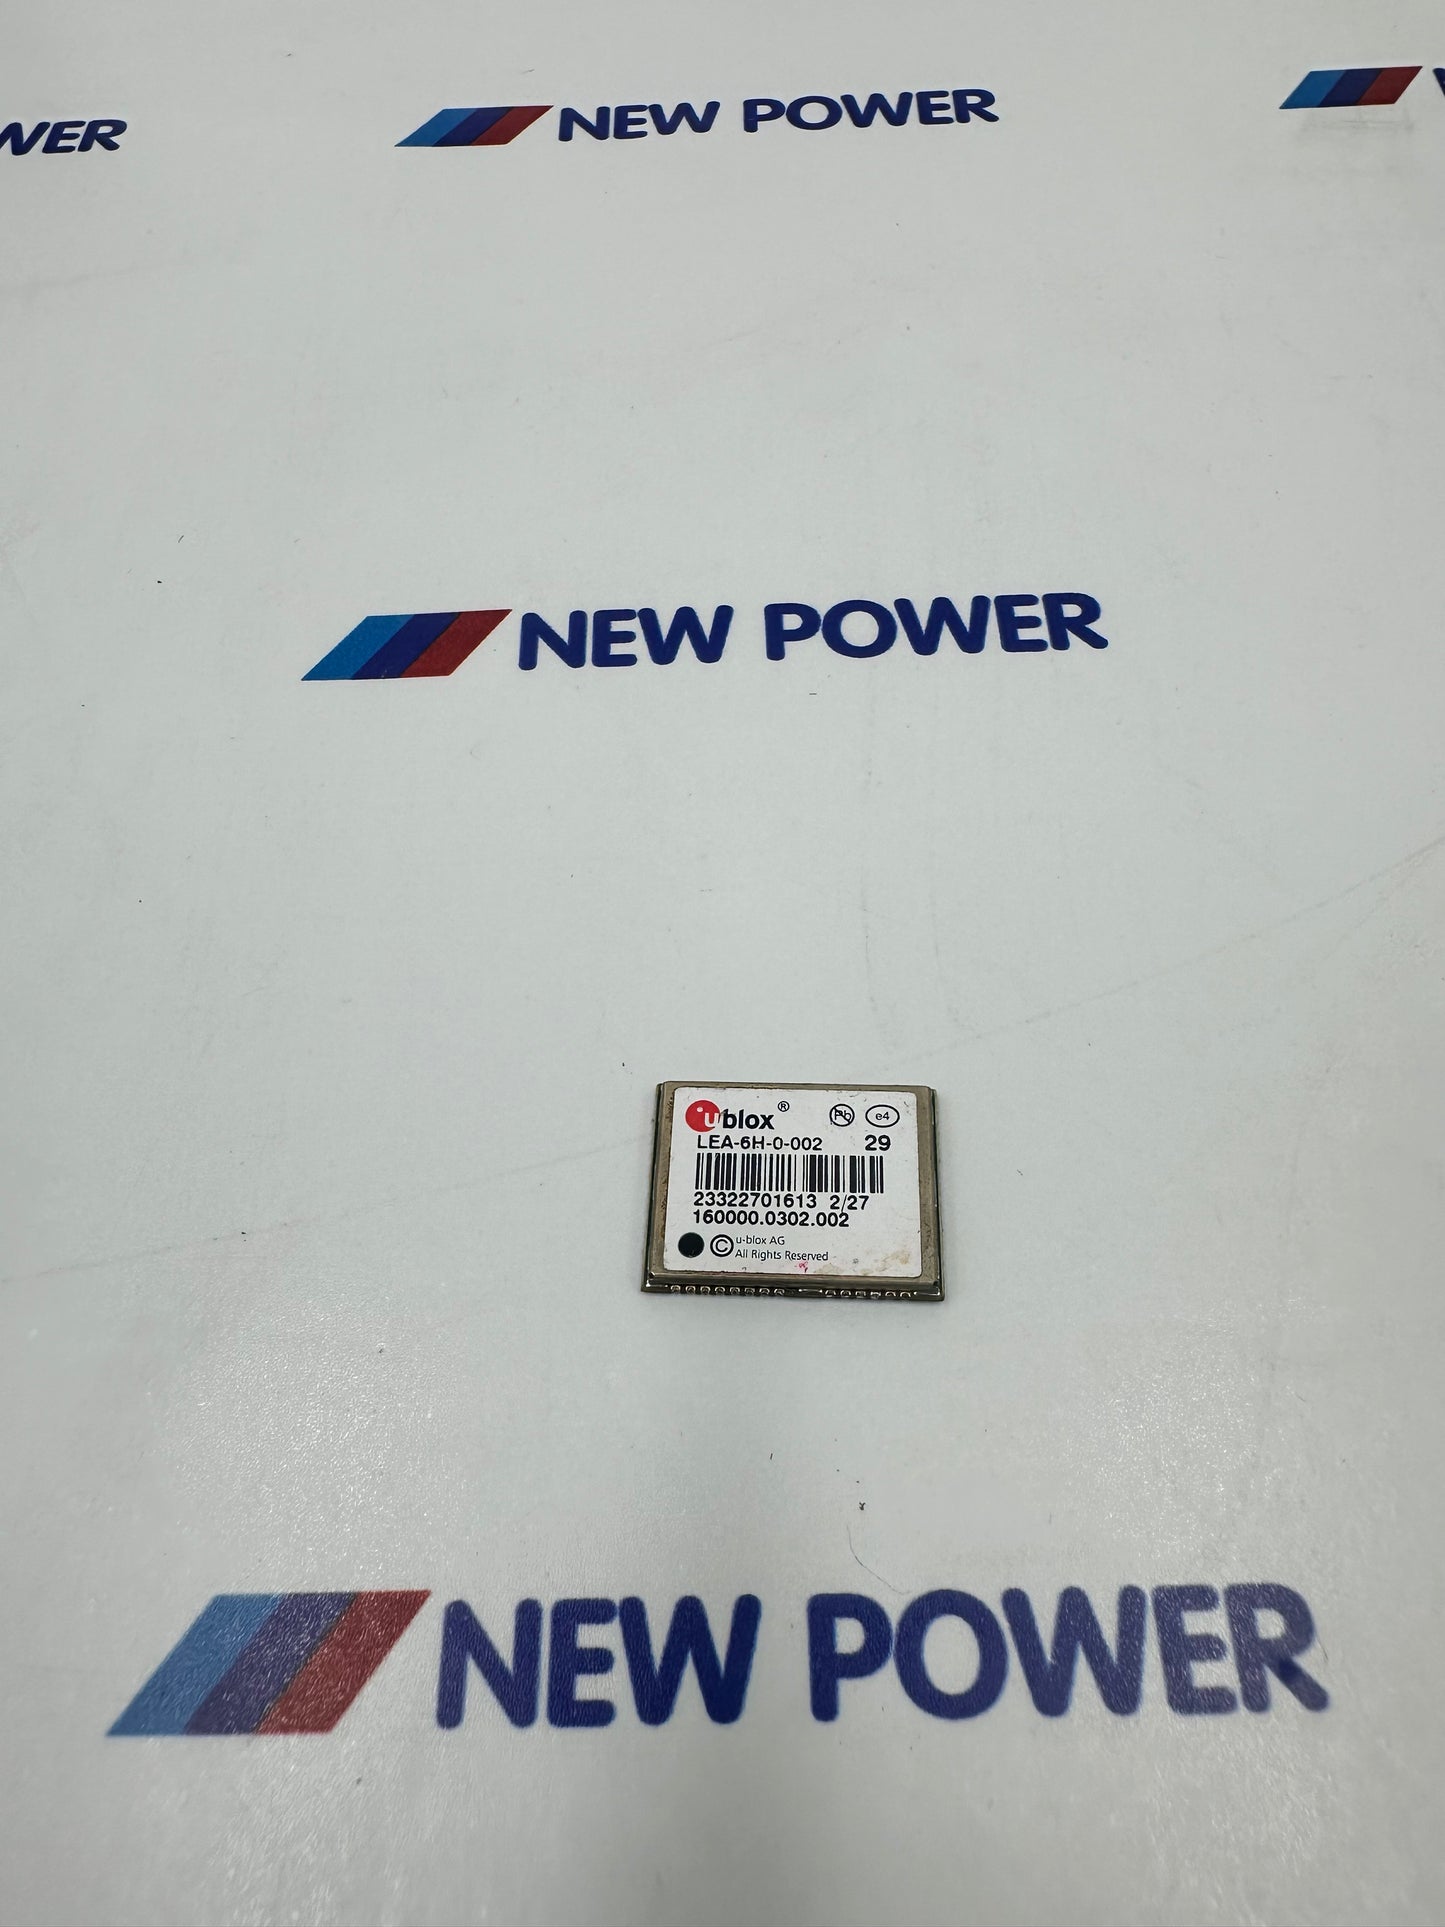 WER
NEW POWER
NEW POWER
ublox ®
Pb
e4
LEA-6H-0-002 29
23322701613 2/27
160000.0302.002
© u-blox AG
All Rights Reserved
NEW POWER